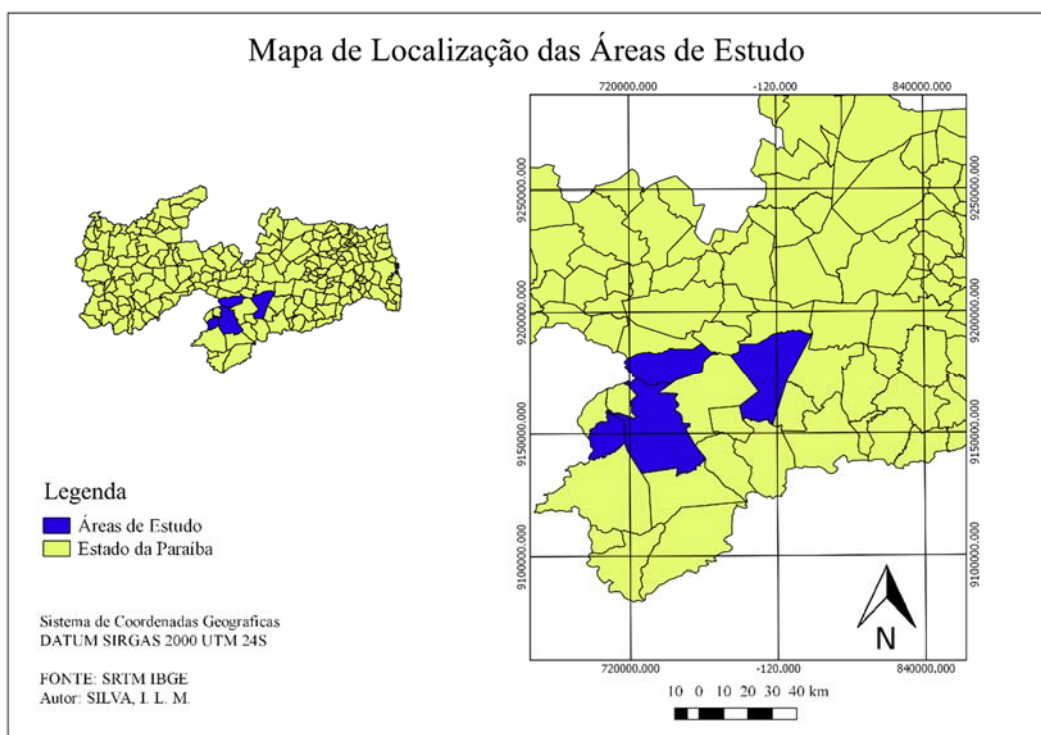 Mapa de Localização das Áreas de Estudo
720000.000
-120.000
840000.000
9250000.000
9250000.000
9200000.000
9200000.000
9150000.000
9150000.000
9100000.000
9100000.000
Legenda
Áreas de Estudo
Estado da Paraíba
Sistema de Coordenadas Geograficas
DATUM SIRGAS 2000 UTM 24S
FONTE: SRTM IBGE
Autor: SILVA, I. L. M.
N
720000.000
-120.000
840000.000
10 0 10 20 30 40 km